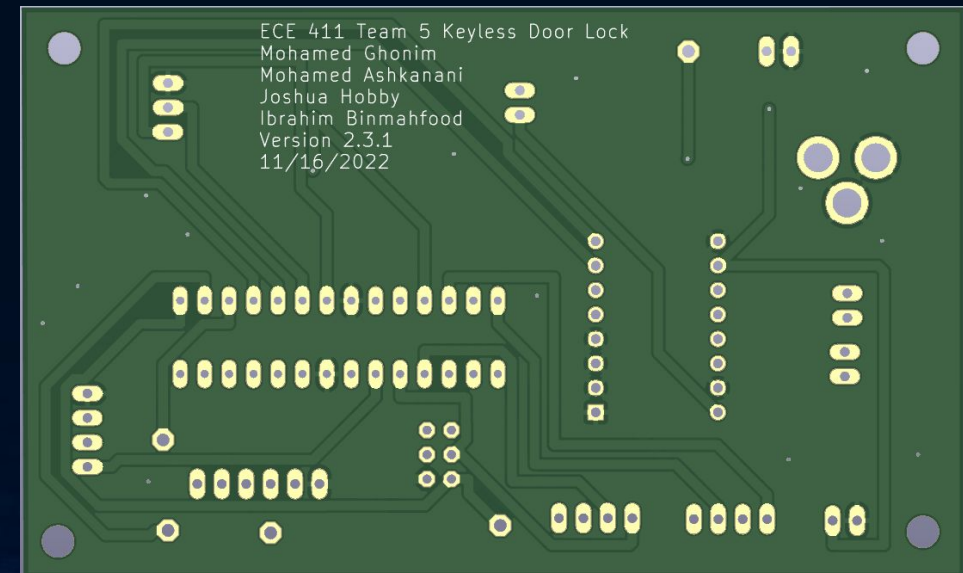 ECE 411 Team 5 Keyless Door Lock
Mohamed Ghonim
Mohamed Ashkanani
Joshua Hobby
Ibrahim Binmahfood
Version 2.3.1
11/16/2022